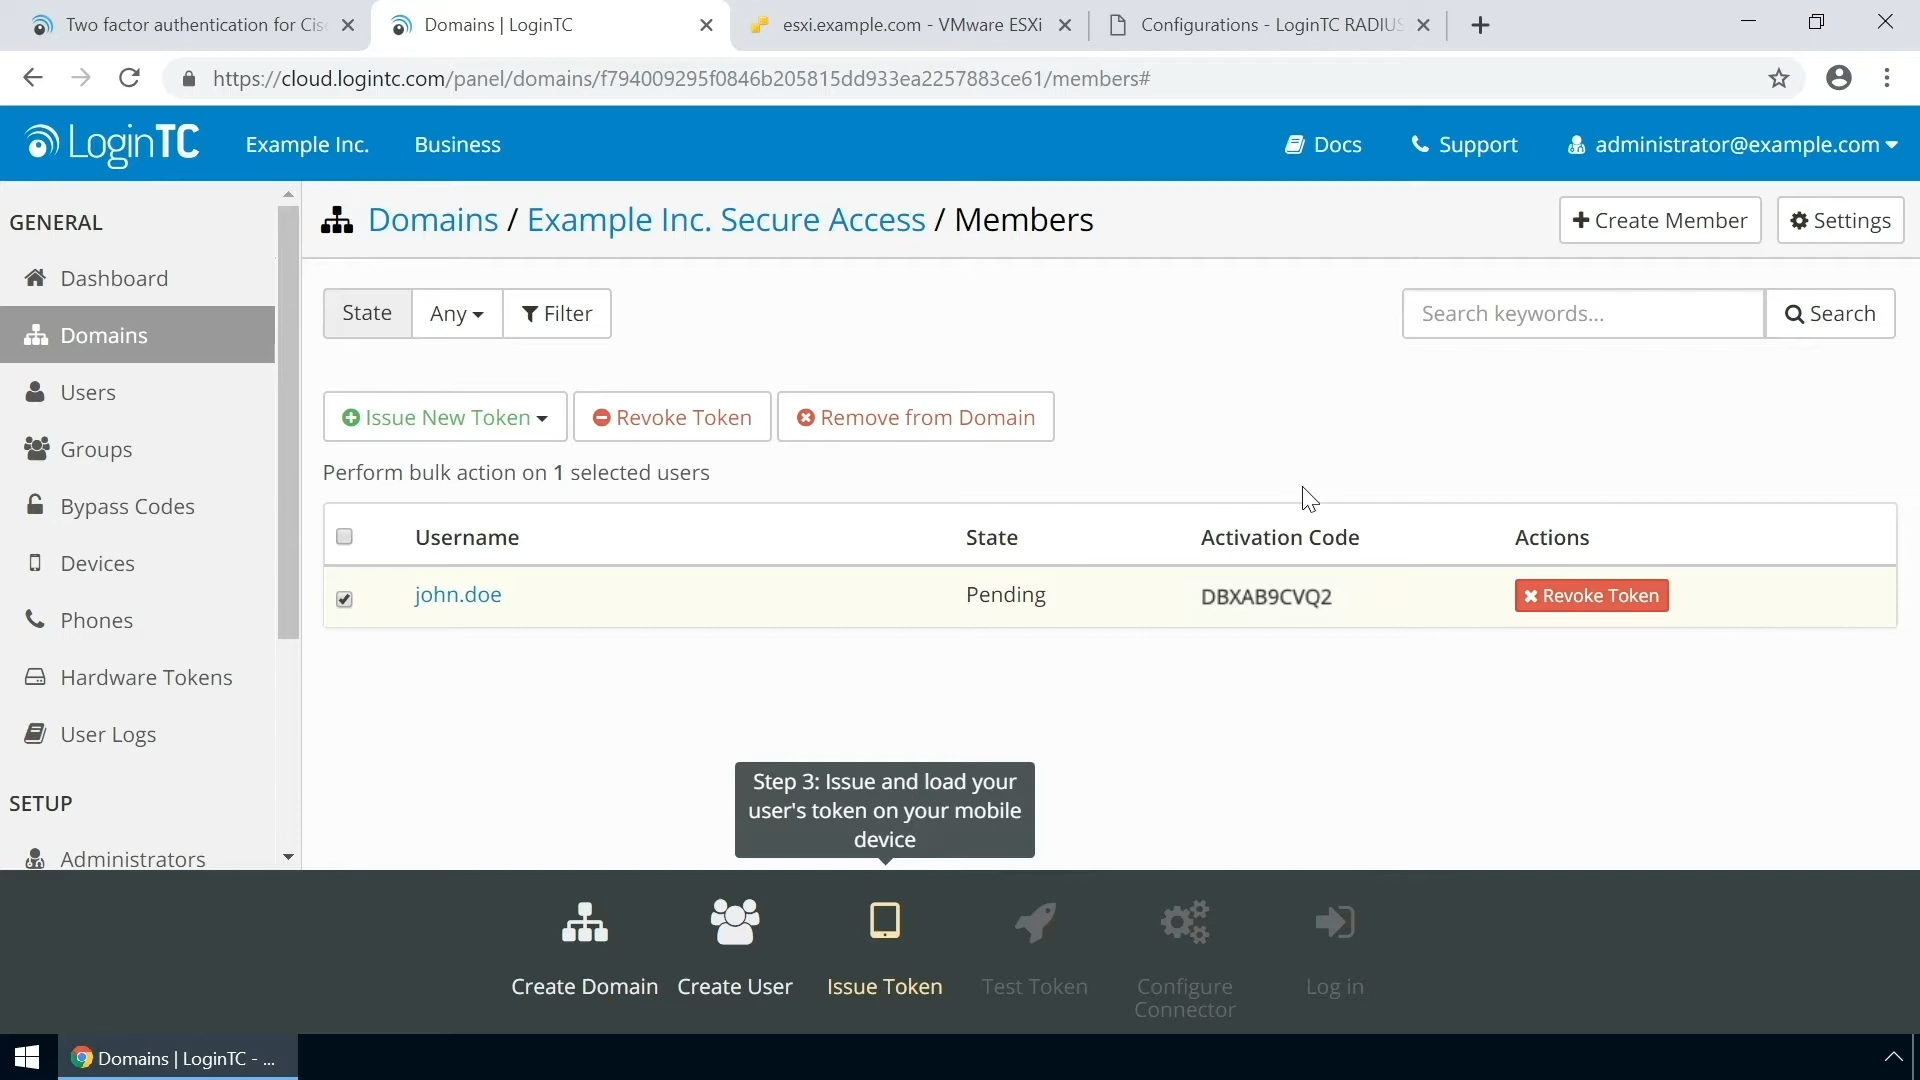 Two factor authentication for Cis
Domains | LoginTC
esxi.example.com - VMware ESXi
Configurations - LoginTC RADIUS
https://cloud.logintc.com/panel/domains/f794009295f0846b205815dd933ea2257883ce61/members#
LoginTC
Example Inc.
Business
Docs
Support
administrator@example.com
GENERAL
Dashboard
Domains
Users
Groups
Bypass Codes
Devices
Phones
Hardware Tokens
User Logs
SETUP
Administrators
Domains / Example Inc. Secure Access / Members
Create Member
Settings
State
Any
Filter
Search keywords...
Search
Issue New Token
Revoke Token
Remove from Domain
Perform bulk action on 1 selected users
Username State Activation Code Actions
john.doe Pending DBXAB9CVQ2 Revoke Token
Step 3: Issue and load your
user's token on your mobile
device
Create Domain
Create User
Issue Token
Test Token
Configure
Connector
Log in
Domains | LoginTC - ...